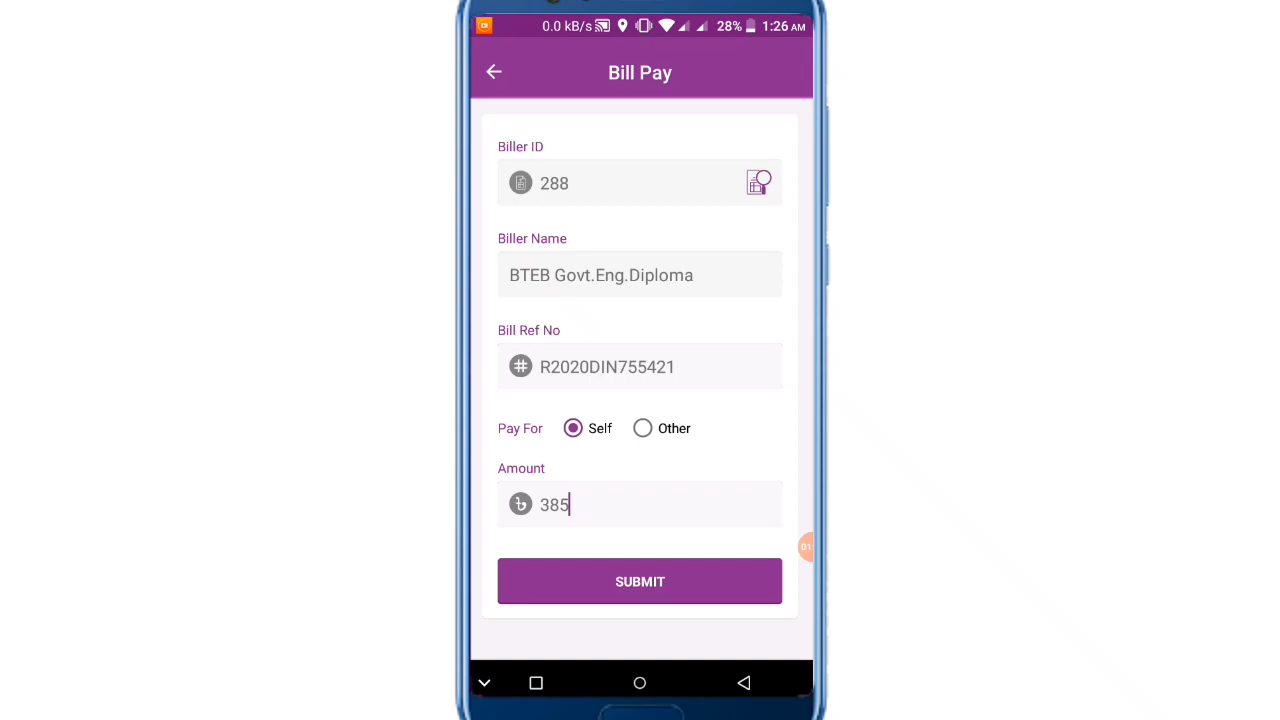 0.0 kB/s 28% 1:26 AM
Bill Pay
Biller ID
288
Biller Name
BTEB Govt.Eng.Diploma
Bill Ref No
R2020DIN755421
Pay For Self Other
Amount
৳ 385
01
SUBMIT